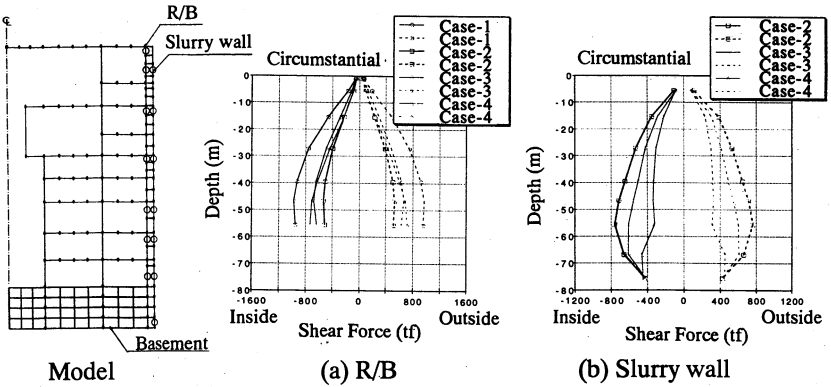 ℄
R/B
Slurry wall
Basement
Model
Circumstantial
Case-1
Case-1
Case-2
Case-2
Case-3
Case-3
Case-4
Case-4
Depth (m)
0
-10
-20
-30
-40
-50
-60
-70
-80
-1600 -800 0 800 1600
Inside
Shear Force (tf)
Outside
(a) R/B
Circumstantial
Case-2
Case-2
Case-3
Case-3
Case-4
Case-4
Depth (m)
0
-10
-20
-30
-40
-50
-60
-70
-80
-1200 -800 -400 0 400 800 1200
Inside
Shear Force (tf)
Outside
(b) Slurry wall